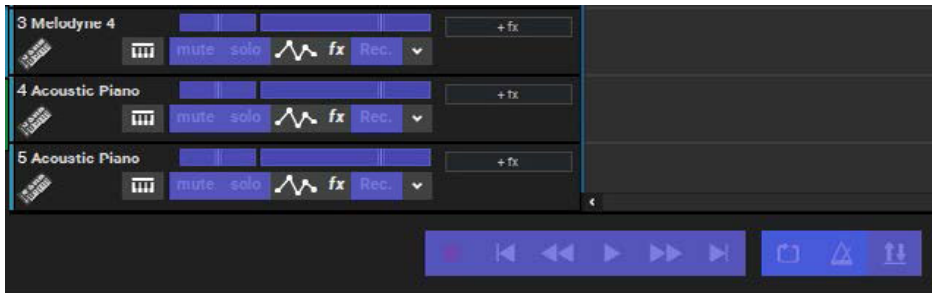 3 Melodyne 4
+ fx
mute solo fx Rec.
4 Acoustic Piano
+ fx
mute solo fx Rec.
5 Acoustic Piano
+ fx
mute solo fx Rec.